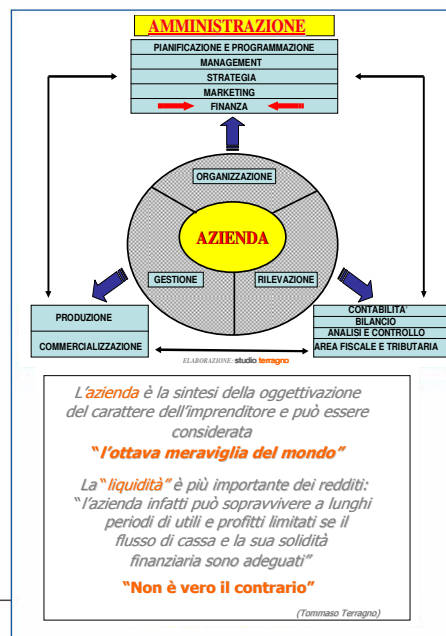 AMMINISTRAZIONE
PIANIFICAZIONE E PROGRAMMAZIONE
MANAGEMENT
STRATEGIA
MARKETING
FINANZA
ORGANIZZAZIONE
AZIENDA
GESTIONE
RILEVAZIONE
PRODUZIONE
COMMERCIALIZZAZIONE
CONTABILITA'
BILANCIO
ANALISI E CONTROLLO
AREA FISCALE E TRIBUTARIA
ELABORAZIONE: studio terragno
L'azienda è la sintesi della oggettivazione
del carattere dell'imprenditore e può essere
considerata
"l'ottava meraviglia del mondo"
La "liquidità" è più importante dei redditi:
"l'azienda infatti può sopravvivere a lunghi
periodi di utili e profitti limitati se il
flusso di cassa e la sua solidità
finanziaria sono adeguati"
"Non è vero il contrario"
(Tommaso Terragno)